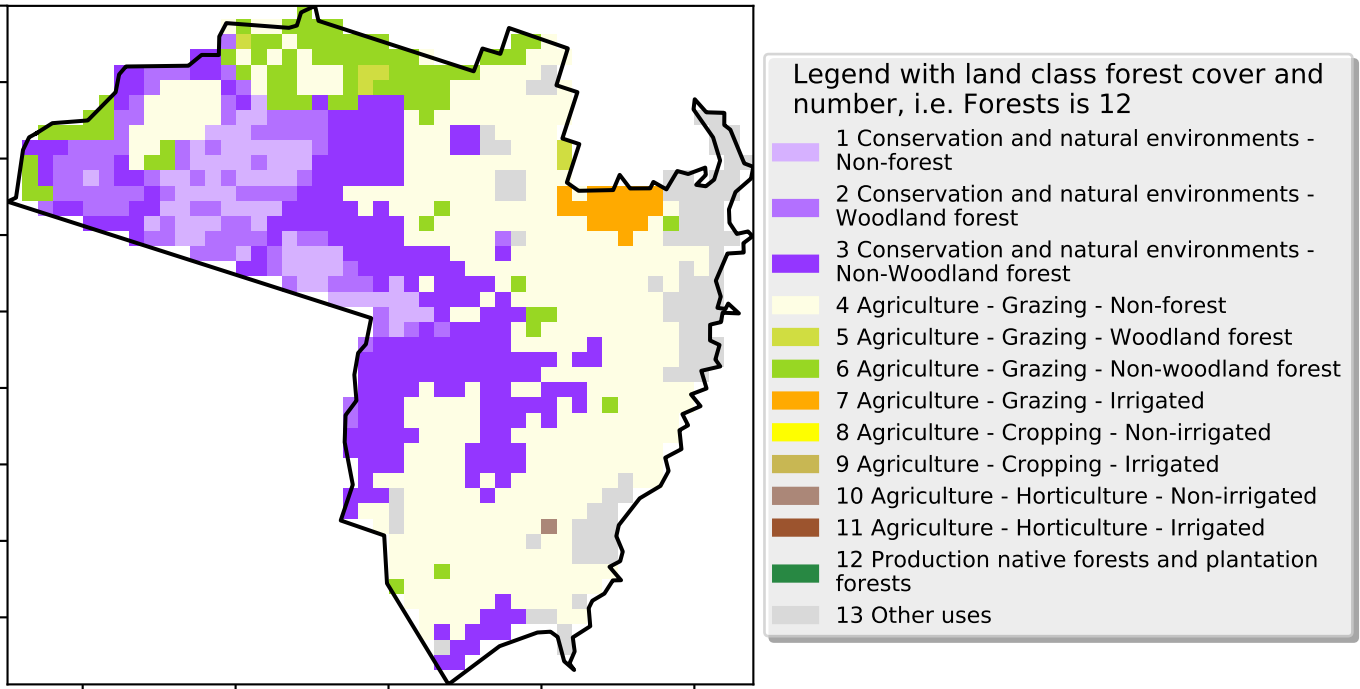 Legend with land class forest cover and
number, i.e. Forests is 12
1 Conservation and natural environments -
Non-forest
2 Conservation and natural environments -
Woodland forest
3 Conservation and natural environments -
Non-Woodland forest
4 Agriculture - Grazing - Non-forest
5 Agriculture - Grazing - Woodland forest
6 Agriculture - Grazing - Non-woodland forest
7 Agriculture - Grazing - Irrigated
8 Agriculture - Cropping - Non-irrigated
9 Agriculture - Cropping - Irrigated
10 Agriculture - Horticulture - Non-irrigated
11 Agriculture - Horticulture - Irrigated
12 Production native forests and plantation
forests
13 Other uses